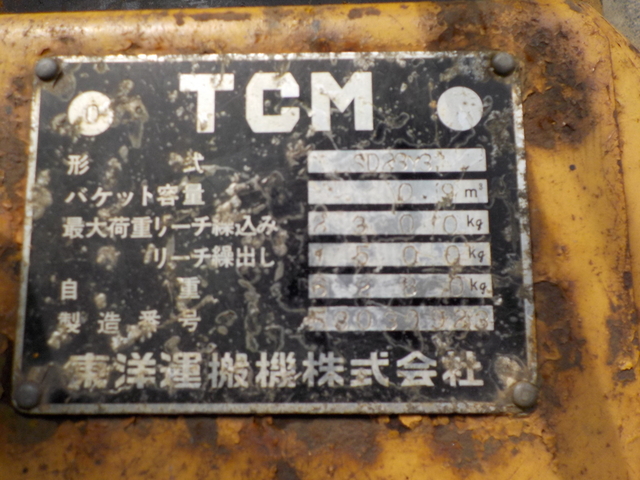 TCM
形式
バケット容量 0.9 m³
最大荷重リーチ繰込み kg
リーチ繰出し 1500 kg
自重 kg
製造番号
東洋運搬機株式会社